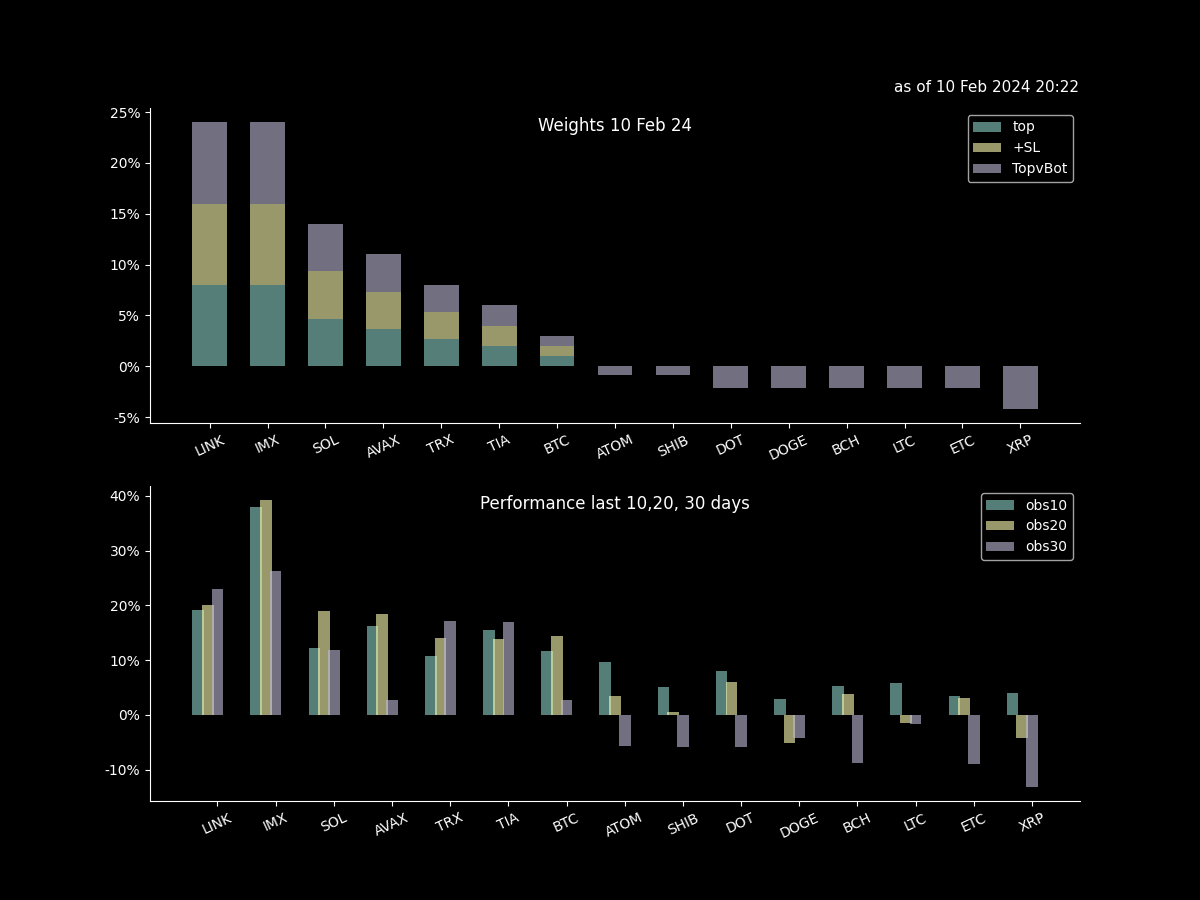 as of 10 Feb 2024 20:22
Weights 10 Feb 24
top
+SL
TopvBot
25%
20%
15%
10%
5%
0%
-5%
LINK IMX SOL AVAX TRX TIA BTC ATOM SHIB DOT DOGE BCH LTC ETC XRP
Performance last 10,20, 30 days
obs10
obs20
obs30
40%
30%
20%
10%
0%
-10%
LINK IMX SOL AVAX TRX TIA BTC ATOM SHIB DOT DOGE BCH LTC ETC XRP